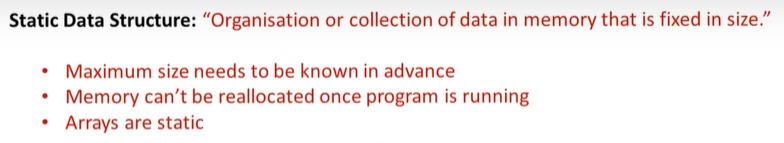 Static Data Structure: “Organisation or collection of data in memory that is fixed in size.”
• Maximum size needs to be known in advance
• Memory can’t be reallocated once program is running
• Arrays are static